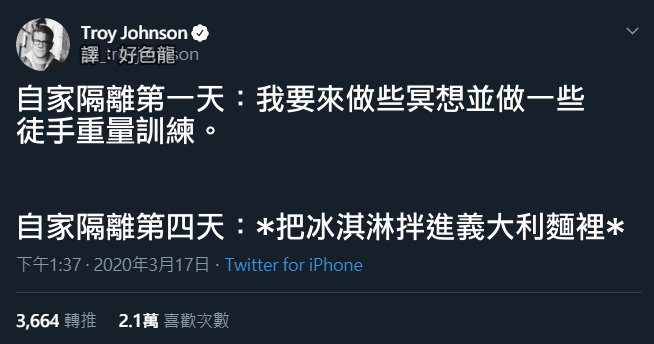 Troy Johnson
譯：好色龍
自家隔離第一天：我要來做些冥想並做一些
徒手重量訓練。
自家隔離第四天：*把冰淇淋拌進義大利麵裡*
下午1:37 · 2020年3月17日 · Twitter for iPhone
3,664 轉推 2.1萬 喜歡次數